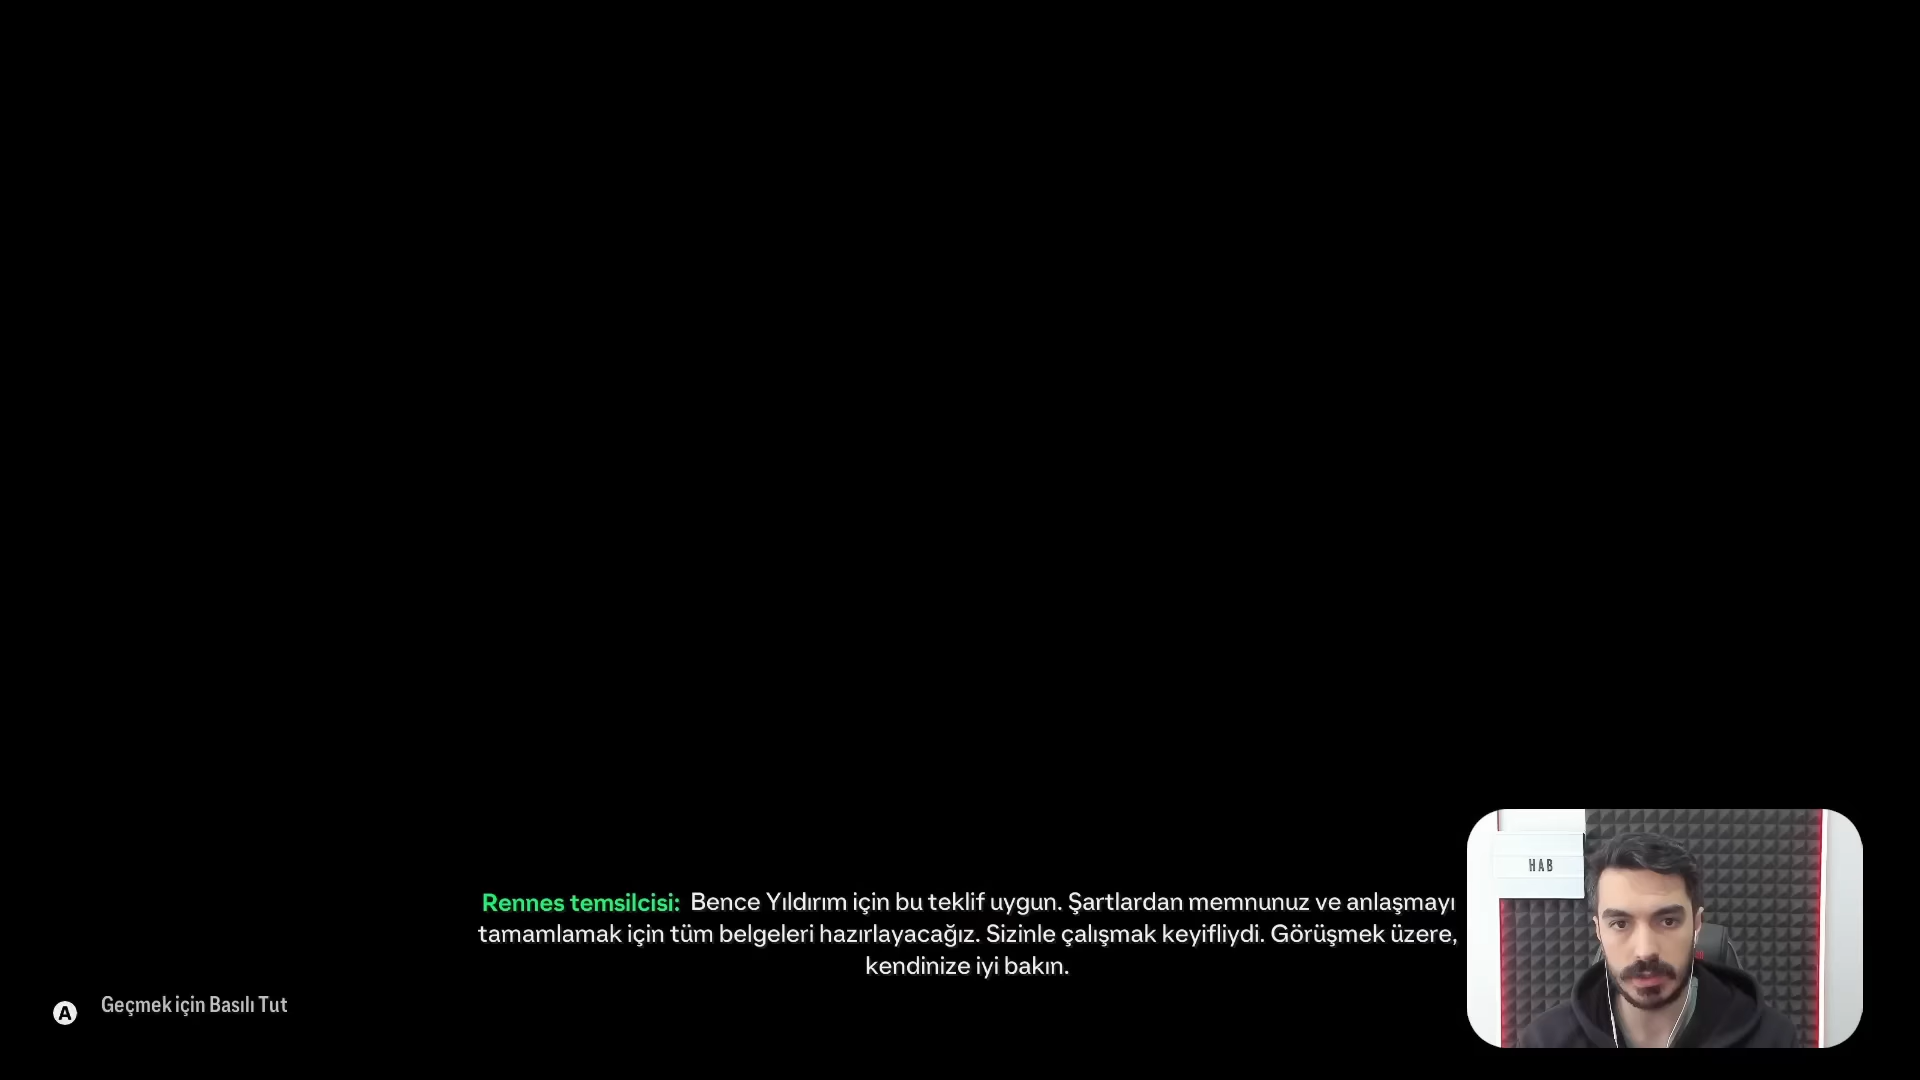 HAB
Rennes temsilcisi: Bence Yıldırım için bu teklif uygun. Şartlardan memnunuz ve anlaşmayı
tamamlamak için tüm belgeleri hazırlayacağız. Sizinle çalışmak keyifliydi. Görüşmek üzere,
kendinize iyi bakın.
A Geçmek için Basılı Tut